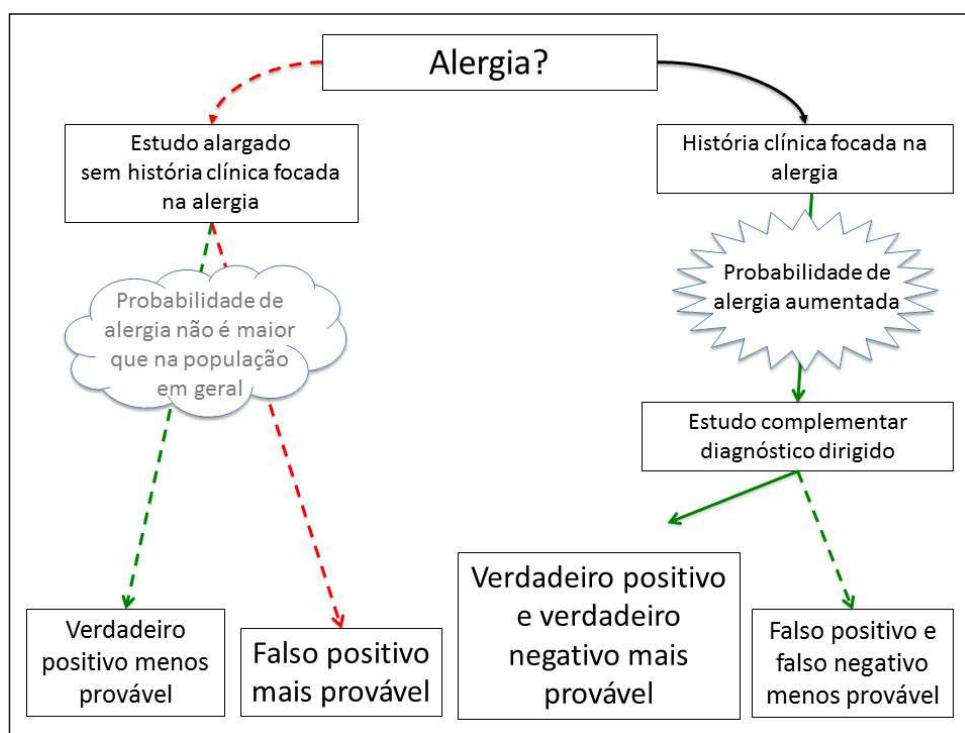 Alergia?
Estudo alargado
sem história clínica focada
na alergia
História clínica focada na
alergia
Probabilidade de
alergia não é maior
que na população
em geral
Probabilidade de
alergia aumentada
Estudo complementar
diagnóstico dirigido
Verdadeiro
positivo menos
provável
Falso positivo
mais provável
Verdadeiro positivo
e verdadeiro
negativo mais
provável
Falso positivo e
falso negativo
menos provável